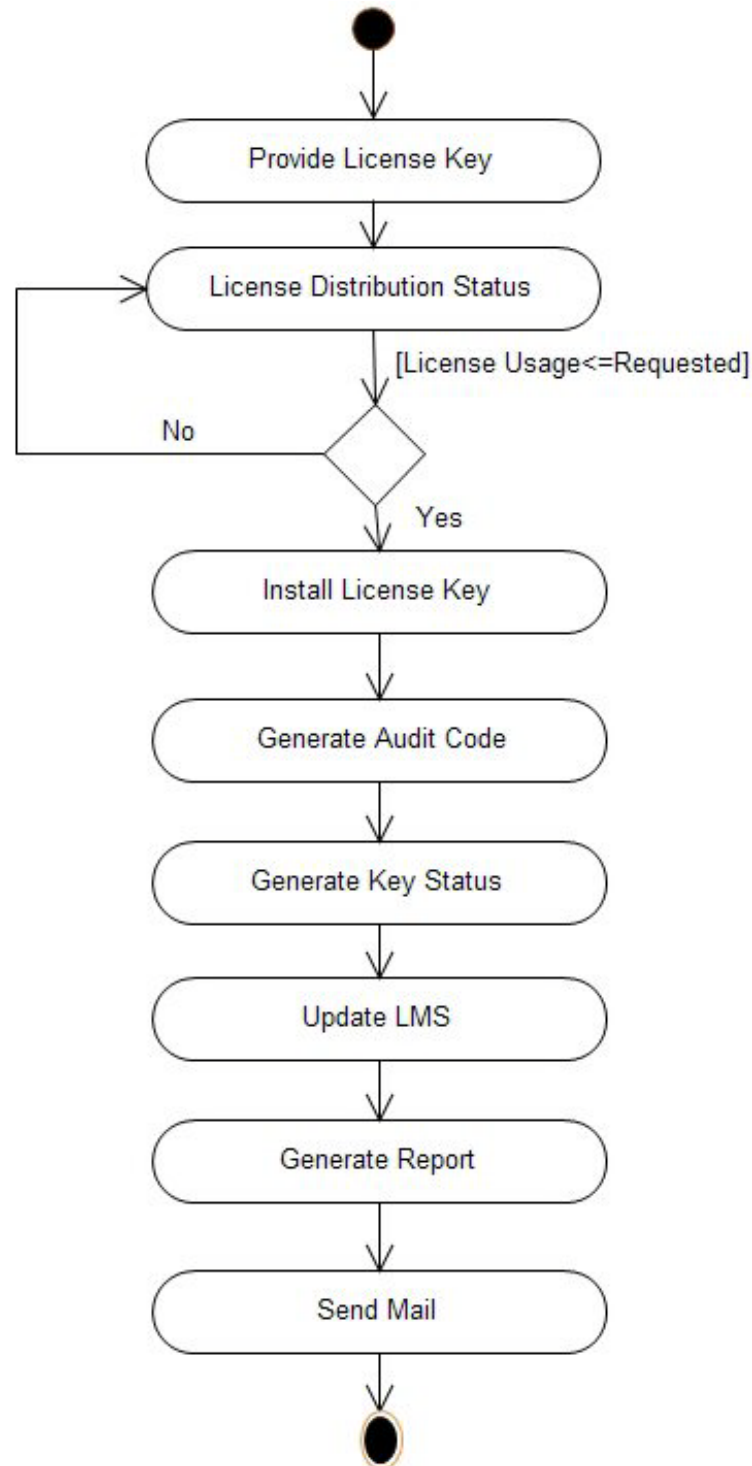 Provide License Key
License Distribution Status
[License Usage<=Requested]
No
Yes
Install License Key
Generate Audit Code
Generate Key Status
Update LMS
Generate Report
Send Mail